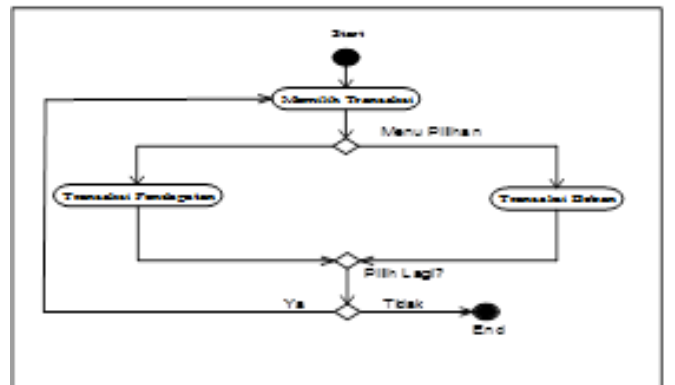 Start
Memilih Transaksi
Menu Pilihan
Transaksi Pendapatan
Transaksi Beban
Pilih Lagi?
Ya
Tidak
End